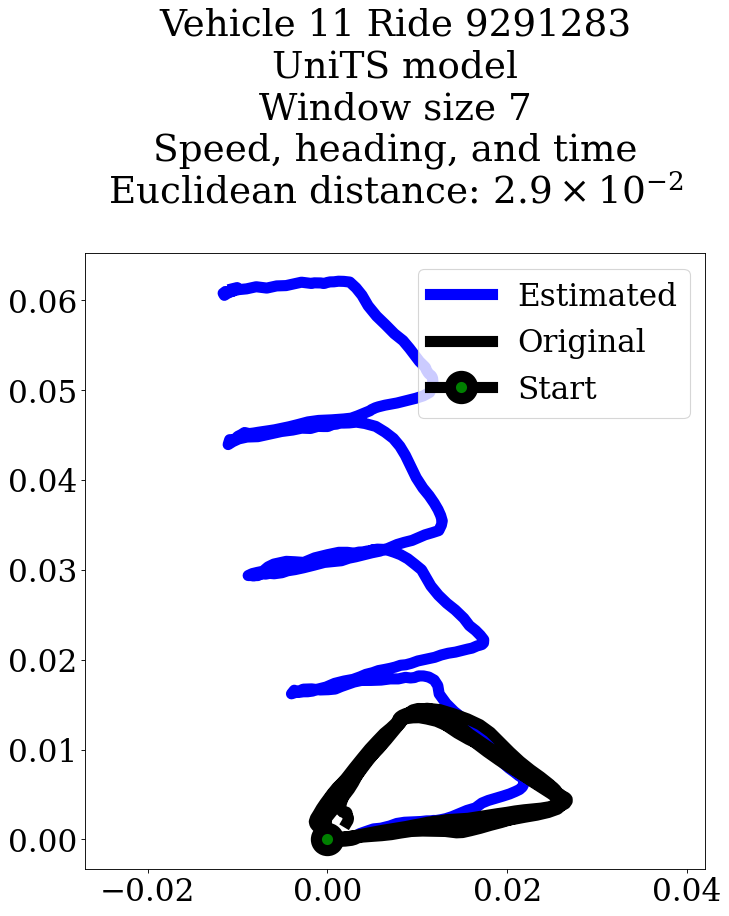 Vehicle 11 Ride 9291283
UniTS model
Window size 7
Speed, heading, and time
Euclidean distance: 2.9 × 10⁻²
Estimated
Original
Start
0.06
0.05
0.04
0.03
0.02
0.01
0.00
−0.02 0.00 0.02 0.04